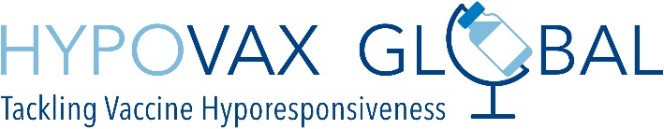 HYPOVAX GLOBAL
Tackling Vaccine Hyporesponsiveness